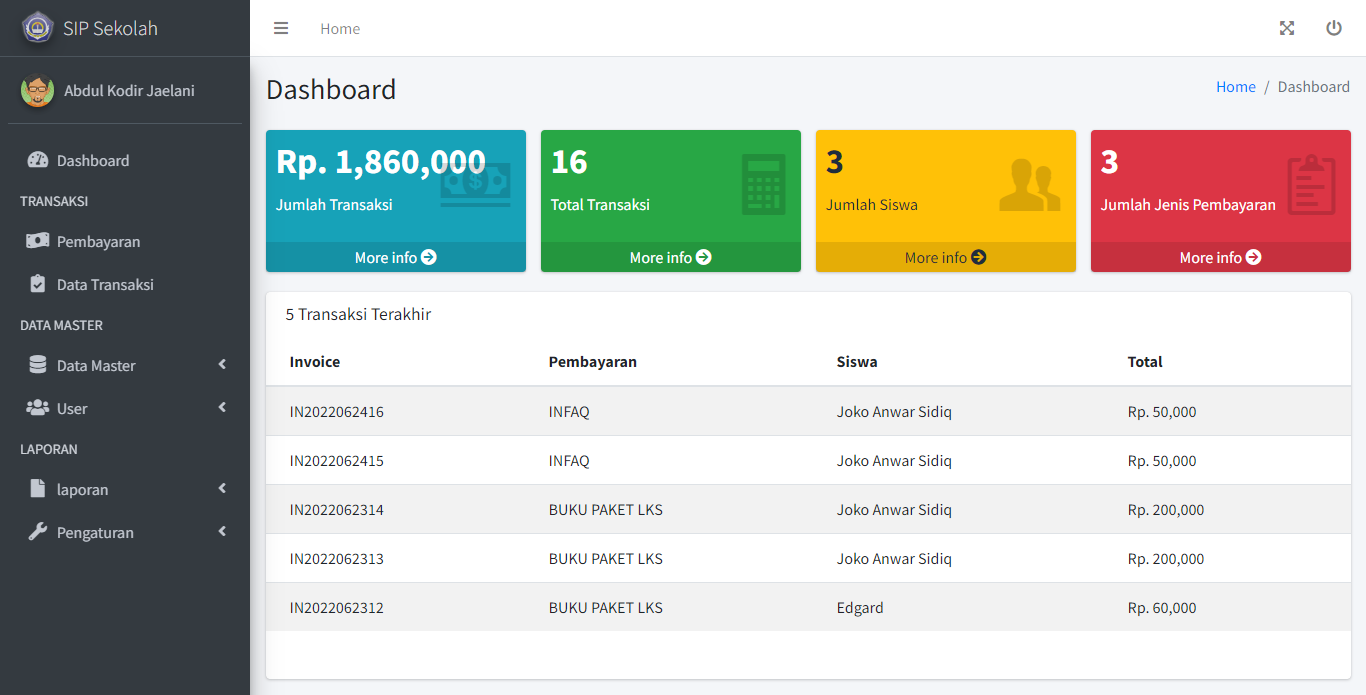 SIP Sekolah
Home
Abdul Kodir Jaelani
Dashboard
TRANSAKSI
Pembayaran
Data Transaksi
DATA MASTER
Data Master
User
LAPORAN
laporan
Pengaturan
Dashboard
Home / Dashboard
Rp. 1,860,000
Jumlah Transaksi
More info
16
Total Transaksi
More info
3
Jumlah Siswa
More info
3
Jumlah Jenis Pembayaran
More info
5 Transaksi Terakhir
Invoice Pembayaran Siswa Total
IN2022062416 INFAQ Joko Anwar Sidiq Rp. 50,000
IN2022062415 INFAQ Joko Anwar Sidiq Rp. 50,000
IN2022062314 BUKU PAKET LKS Joko Anwar Sidiq Rp. 200,000
IN2022062313 BUKU PAKET LKS Joko Anwar Sidiq Rp. 200,000
IN2022062312 BUKU PAKET LKS Edgard Rp. 60,000